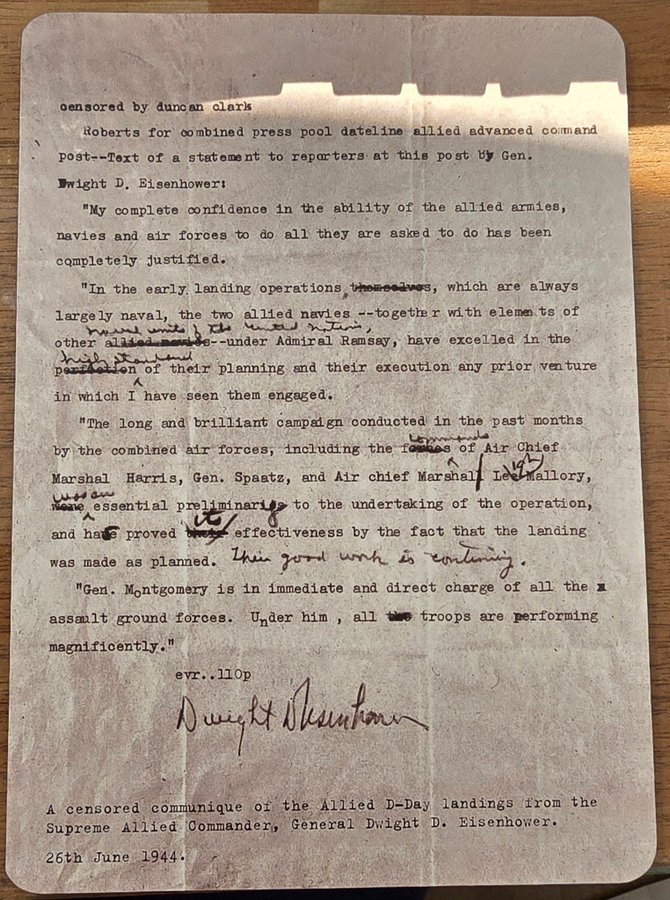 censored by duncan clark
Roberts for combined press pool dateline allied advanced command
post--Text of a statement to reporters at this post by Gen.
Dwight D. Eisenhower:
"My complete confidence in the ability of the allied armies,
navies and air forces to do all they are asked to do has been
completely justified.
"In the early landing operations, themselves, which are always
largely naval, the two allied navies --together with elements of
naval units of the United Nations,
other allied navies--under Admiral Ramsay, have excelled in the
high standard
perfection of their planning and their execution any prior venture
in which I have seen them engaged.
"The long and brilliant campaign conducted in the past months
commands
by the combined air forces, including the forces of Air Chief
Marshal Harris, Gen. Spaatz, and Air chief Marshal Lee Mallory,
was an
were essential preliminaries to the undertaking of the operation,
it
and have proved their effectiveness by the fact that the landing
was made as planned. Their good work is continuing.
"Gen. Montgomery is in immediate and direct charge of all the
assault ground forces. Under him , all the troops are performing
magnificently."
evr..110p
Dwight D Eisenhower
A censored communique of the Allied D-Day landings from the
Supreme Allied Commander, General Dwight D. Eisenhower.
26th June 1944.